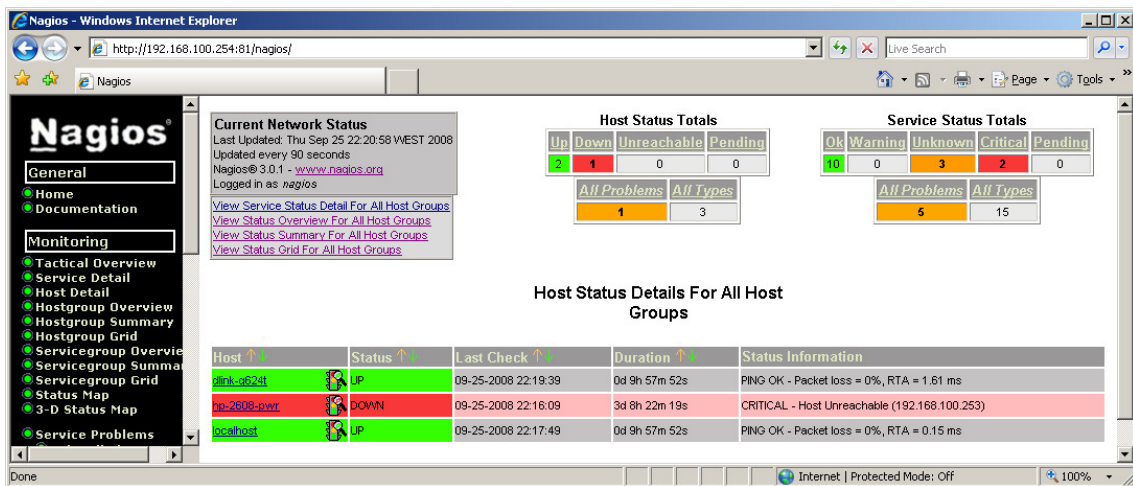 Nagios - Windows Internet Explorer
http://192.168.100.254:81/nagios/
Live Search
Nagios
Page
Tools
Nagios®
General
Home
Documentation
Monitoring
Tactical Overview
Service Detail
Host Detail
Hostgroup Overview
Hostgroup Summary
Hostgroup Grid
Servicegroup Overvie
Servicegroup Summa
Servicegroup Grid
Status Map
3-D Status Map
Service Problems
Current Network Status
Last Updated: Thu Sep 25 22:20:58 WEST 2008
Updated every 90 seconds
Nagios® 3.0.1 - www.nagios.org
Logged in as nagios
View Service Status Detail For All Host Groups
View Status Overview For All Host Groups
View Status Summary For All Host Groups
View Status Grid For All Host Groups
Host Status Totals
Up Down Unreachable Pending
2 1 0 0
All Problems All Types
1 3
Service Status Totals
Ok Warning Unknown Critical Pending
10 0 3 2 0
All Problems All Types
5 15
Host Status Details For All Host
Groups
Host Status Last Check Duration Status Information
dlink-g624t UP 09-25-2008 22:19:39 0d 9h 57m 52s PING OK - Packet loss = 0%, RTA = 1.61 ms
hp-2608-pwr DOWN 09-25-2008 22:16:09 3d 8h 22m 19s CRITICAL - Host Unreachable (192.168.100.253)
localhost UP 09-25-2008 22:17:49 0d 9h 57m 52s PING OK - Packet loss = 0%, RTA = 0.15 ms
Done
Internet | Protected Mode: Off
100%